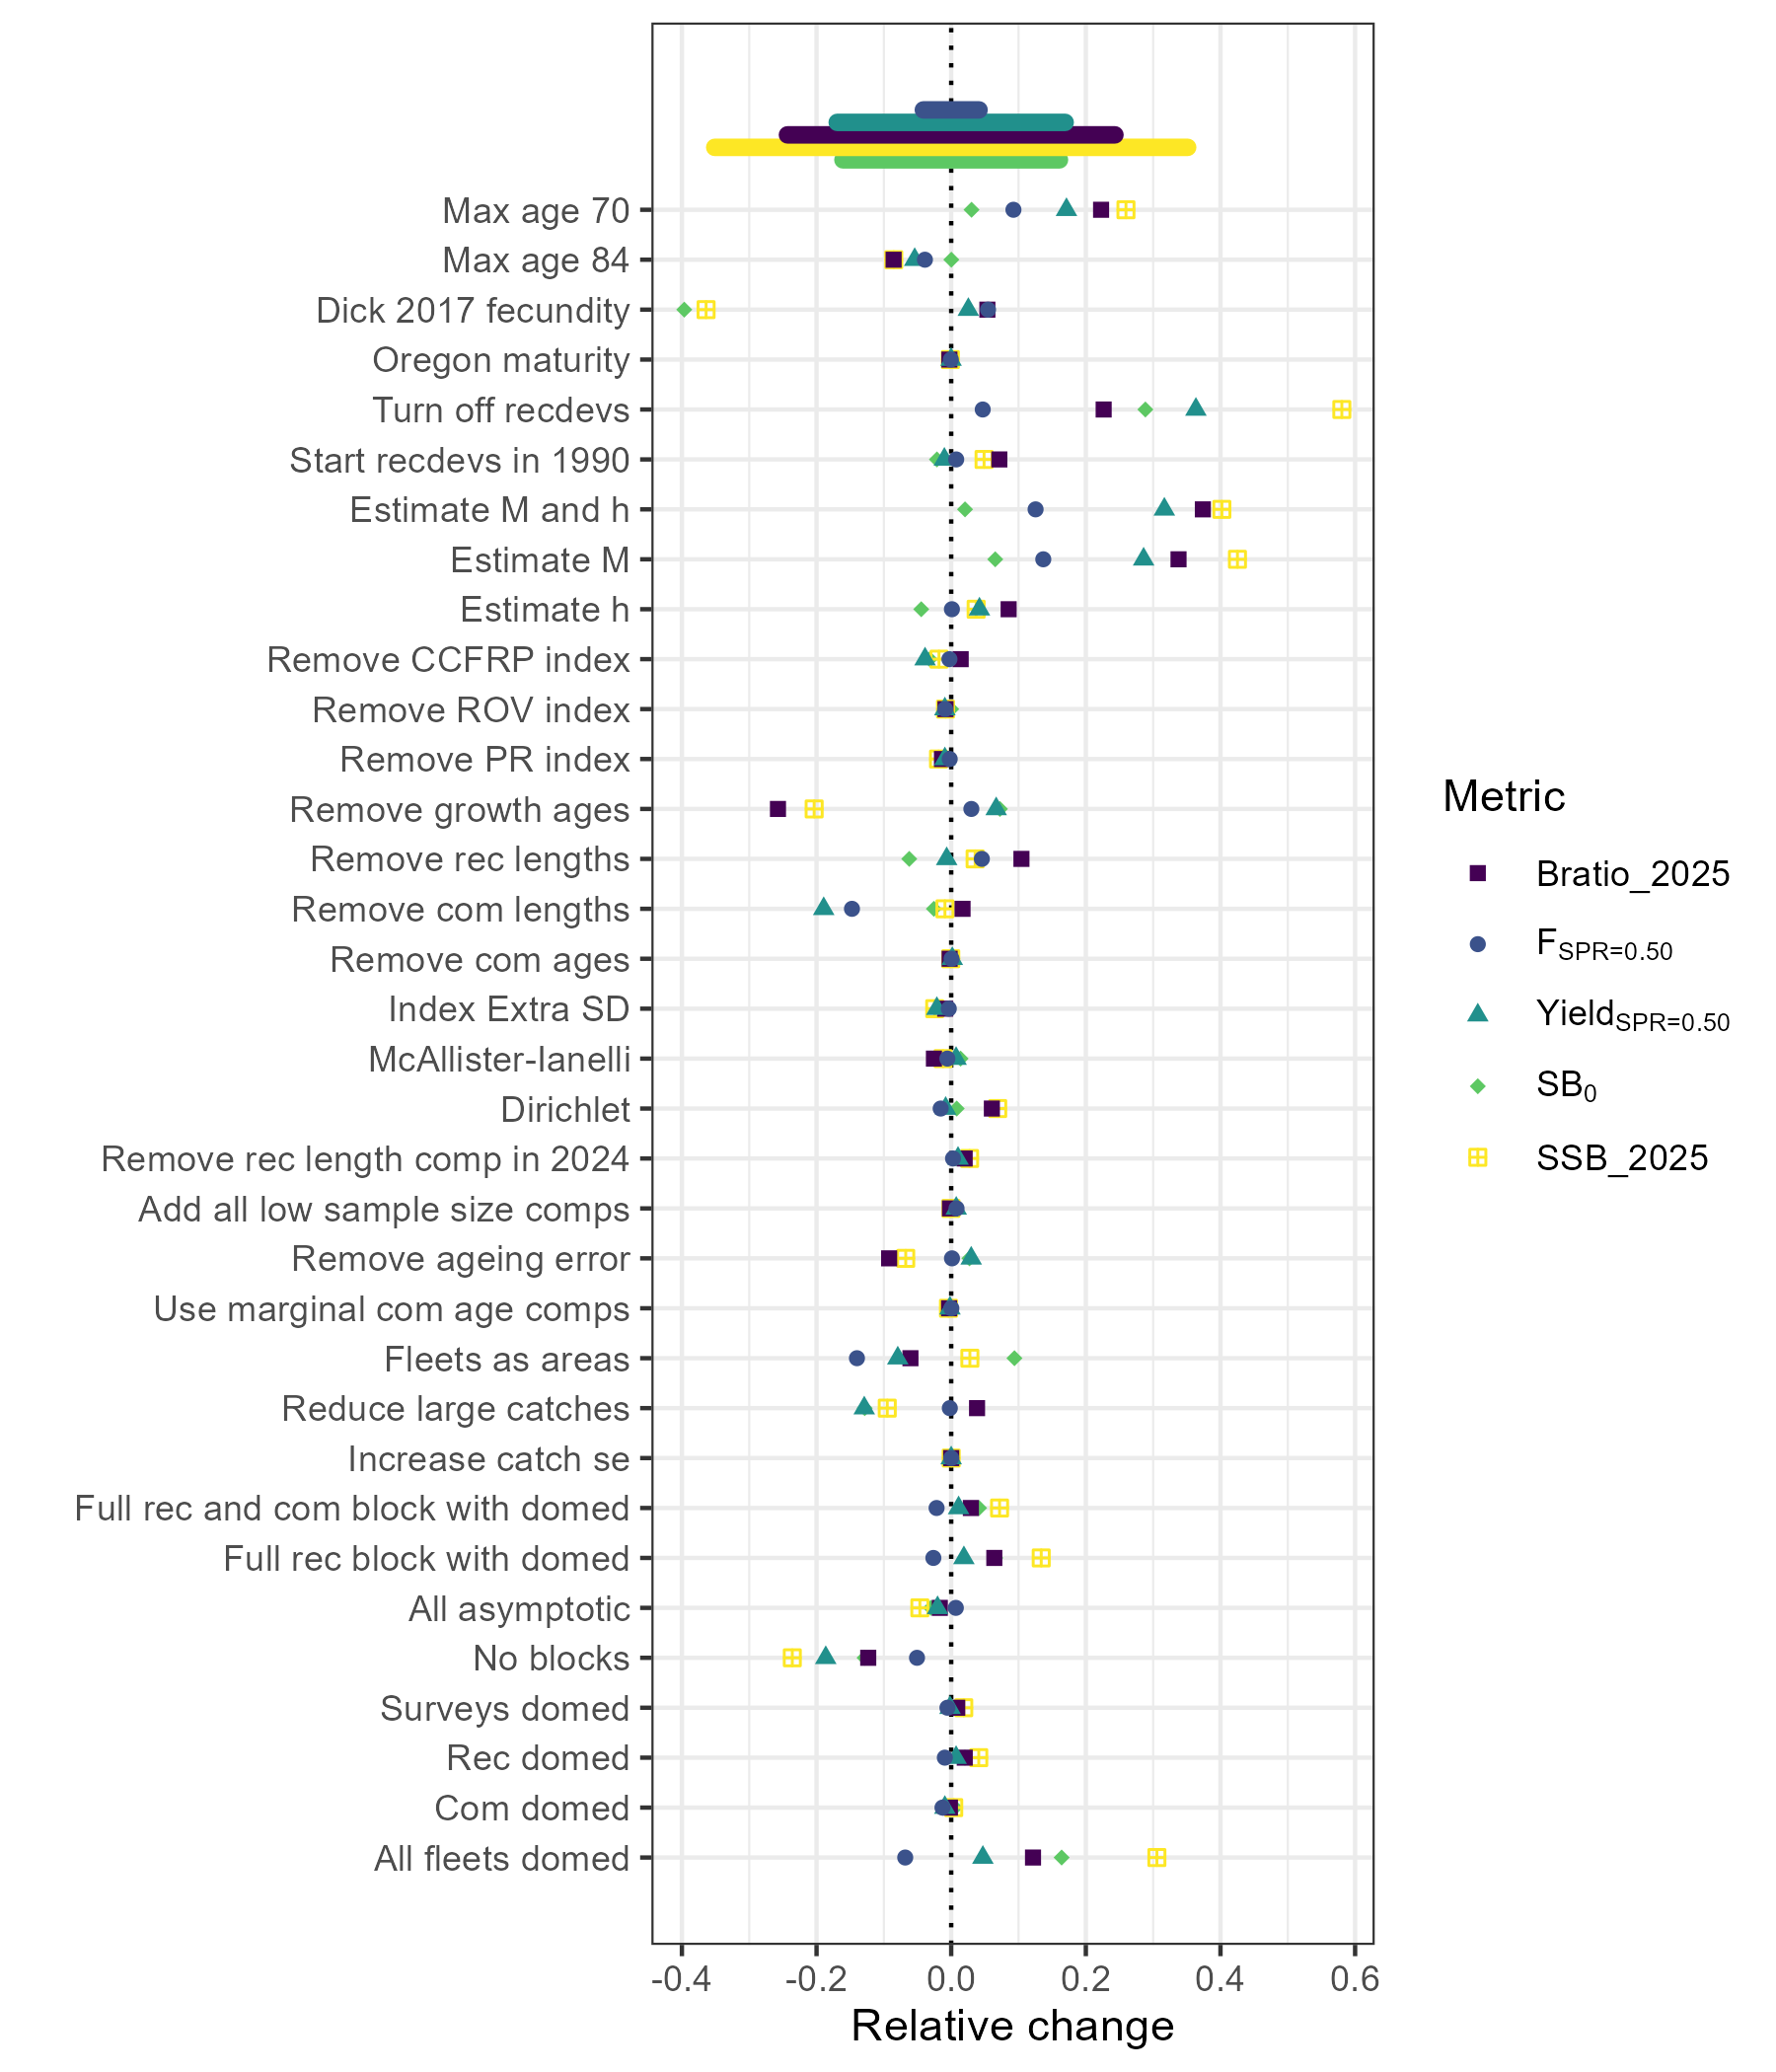 Max age 70
Max age 84
Dick 2017 fecundity
Oregon maturity
Turn off recdevs
Start recdevs in 1990
Estimate M and h
Estimate M
Estimate h
Remove CCFRP index
Remove ROV index
Remove PR index
Remove growth ages
Remove rec lengths
Remove com lengths
Remove com ages
Index Extra SD
McAllister-Ianelli
Dirichlet
Remove rec length comp in 2024
Add all low sample size comps
Remove ageing error
Use marginal com age comps
Fleets as areas
Reduce large catches
Increase catch se
Full rec and com block with domed
Full rec block with domed
All asymptotic
No blocks
Surveys domed
Rec domed
Com domed
All fleets domed
-0.4 -0.2 0.0 0.2 0.4 0.6
Relative change
Metric
Bratio_2025
FSPR=0.50
YieldSPR=0.50
SB0
SSB_2025